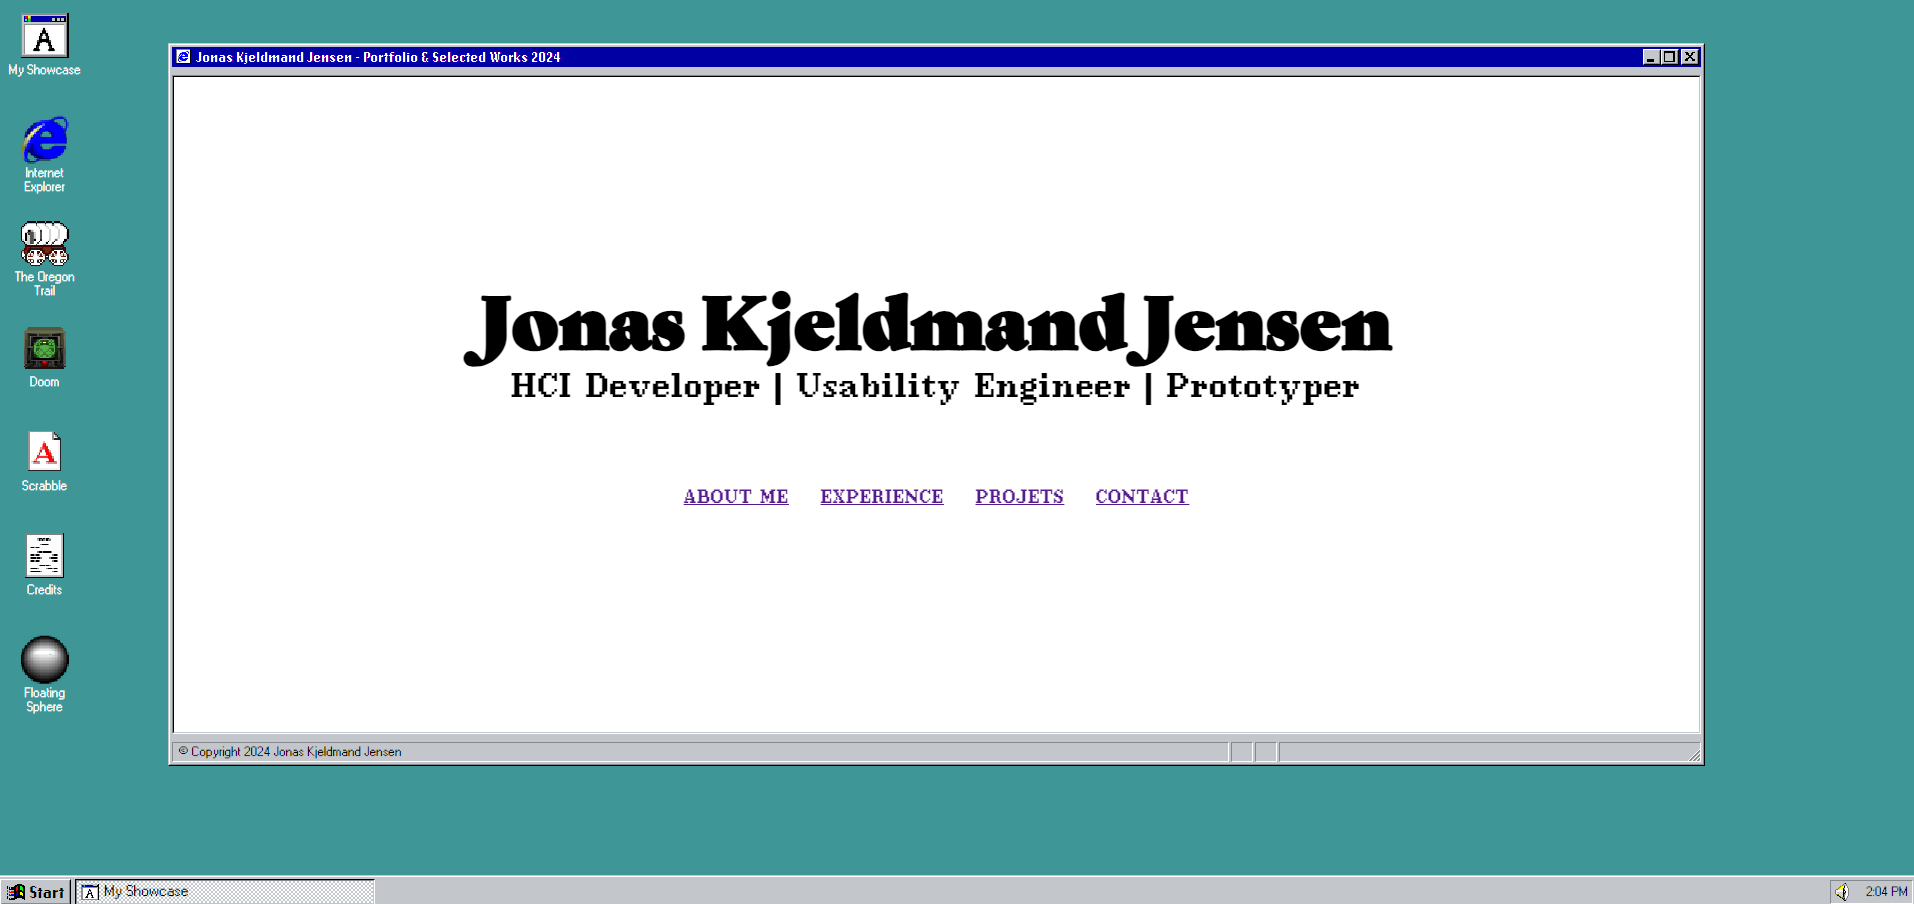 My Showcase
Internet
Explorer
The Oregon
Trail
Doom
Scrabble
Credits
Floating
Sphere
Jonas Kjeldmand Jensen - Portfolio & Selected Works 2024
Jonas Kjeldmand Jensen
HCI Developer | Usability Engineer | Prototyper
ABOUT ME EXPERIENCE PROJETS CONTACT
© Copyright 2024 Jonas Kjeldmand Jensen
Start My Showcase 2:04 PM